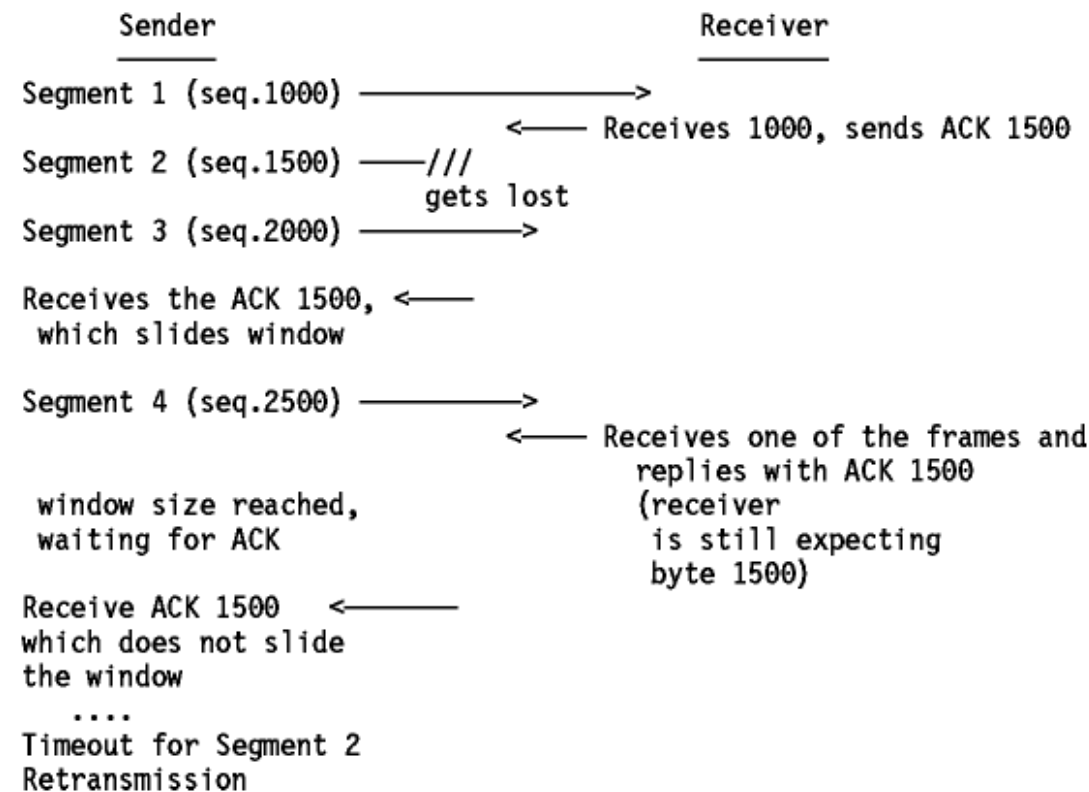 Sender Receiver
Segment 1 (seq.1000)
Receives 1000, sends ACK 1500
Segment 2 (seq.1500) ///
gets lost
Segment 3 (seq.2000)
Receives the ACK 1500,
which slides window
Segment 4 (seq.2500)
Receives one of the frames and
replies with ACK 1500
window size reached, (receiver
waiting for ACK is still expecting
byte 1500)
Receive ACK 1500
which does not slide
the window
....
Timeout for Segment 2
Retransmission